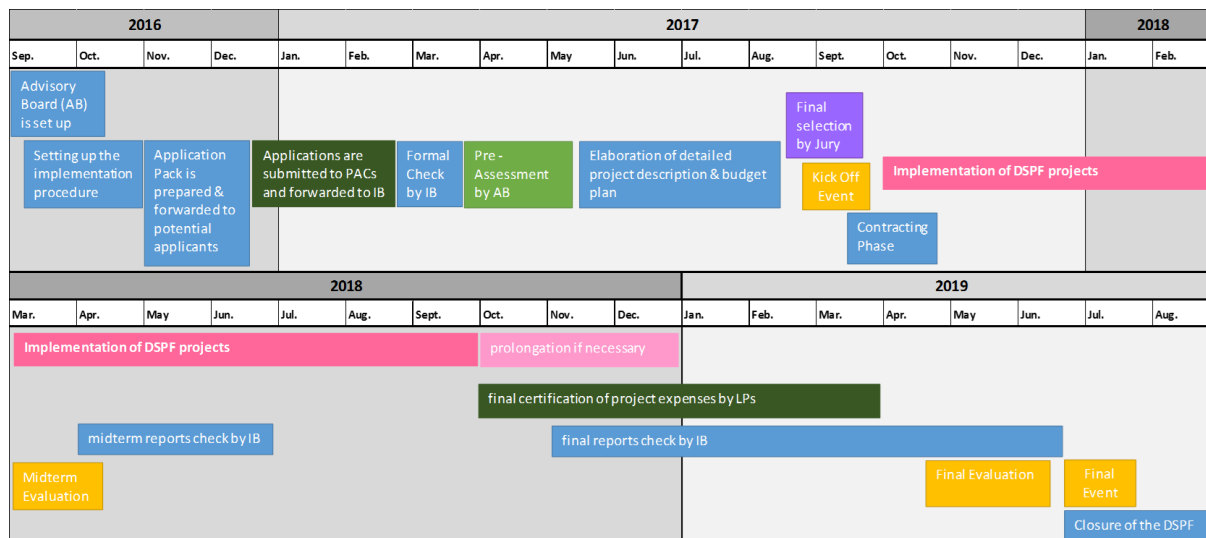 2016 2017 2018
Sep. Oct. Nov. Dec. Jan. Feb. Mar. Apr. May Jun. Jul. Aug. Sept. Oct. Nov. Dec. Jan. Feb.
Advisory
Board (AB)
is set up
Setting up the
implementation
procedure
Application
Pack is
prepared &
forwarded to
potential
applicants
Applications are
submitted to PACs
and forwarded to IB
Formal
Check
by IB
Pre -
Assessment
by AB
Elaboration of detailed
project description & budget
plan
Final
selection
by Jury
Kick Off
Event
Contracting
Phase
Implementation of DSPF projects
2018 2019
Mar. Apr. May Jun. Jul. Aug. Sept. Oct. Nov. Dec. Jan. Feb. Mar. Apr. May Jun. Jul. Aug.
Implementation of DSPF projects
prolongation if necessary
final certification of project expenses by LPs
midterm reports check by IB
final reports check by IB
Midterm
Evaluation
Final Evaluation
Final
Event
Closure of the DSPF